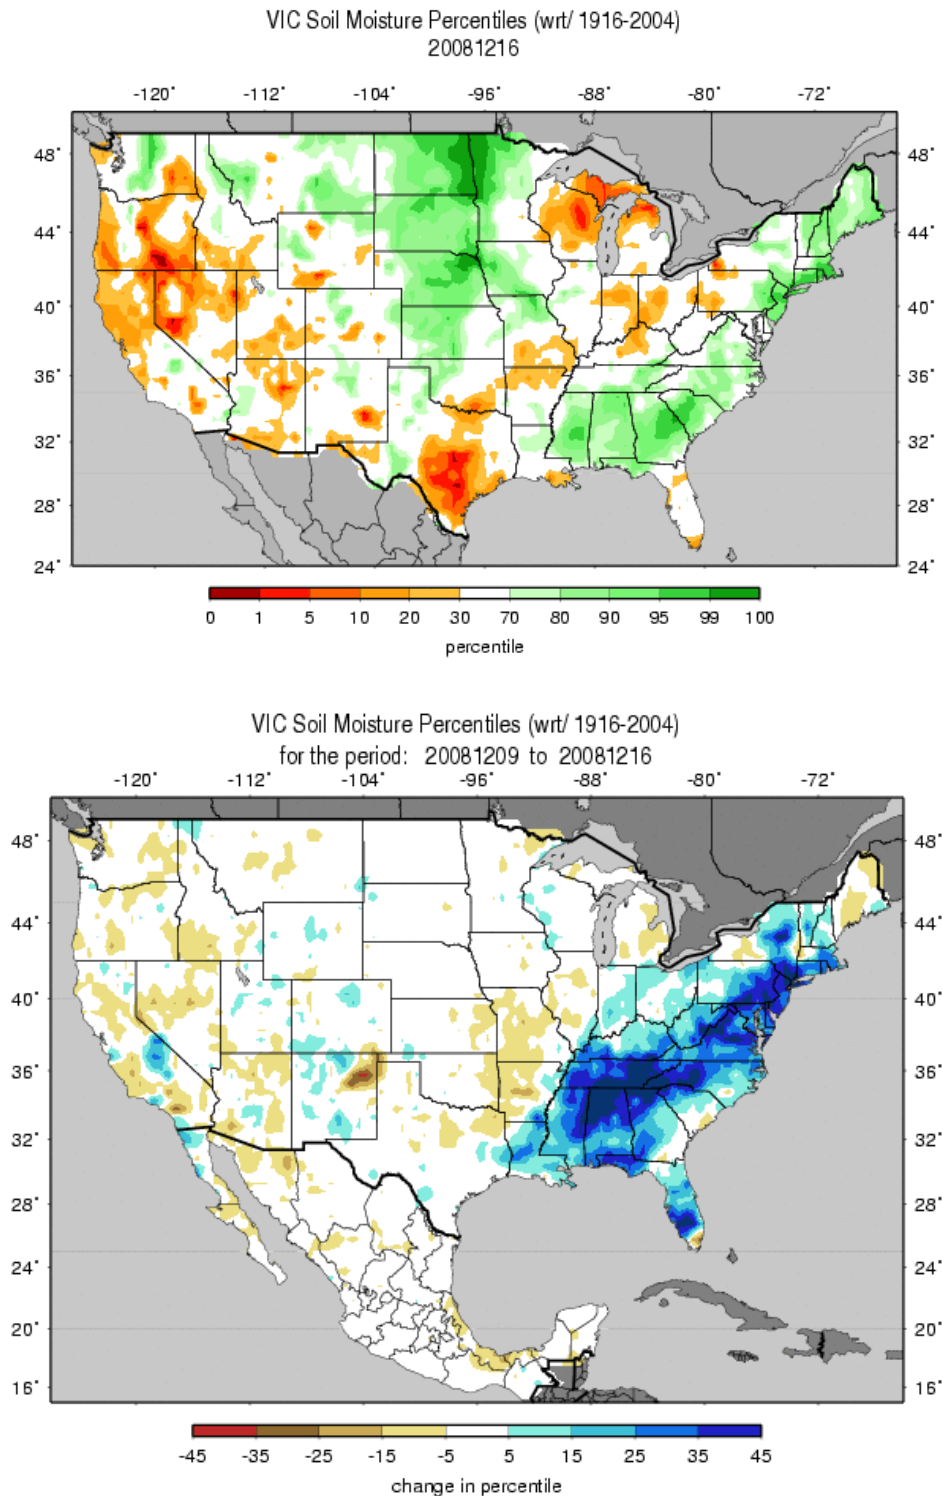 VIC Soil Moisture Percentiles (wrt/ 1916-2004)
20081216
-120° -112° -104° -96° -88° -80° -72°
48° 48°
44° 44°
40° 40°
36° 36°
32° 32°
28° 28°
24° 24°
0 1 5 10 20 30 70 80 90 95 99 100
percentile
VIC Soil Moisture Percentiles (wrt/ 1916-2004)
for the period: 20081209 to 20081216
-120° -112° -104° -96° -88° -80° -72°
48° 48°
44° 44°
40° 40°
36° 36°
32° 32°
28° 28°
24° 24°
20° 20°
16° 16°
-45 -35 -25 -15 -5 5 15 25 35 45
change in percentile